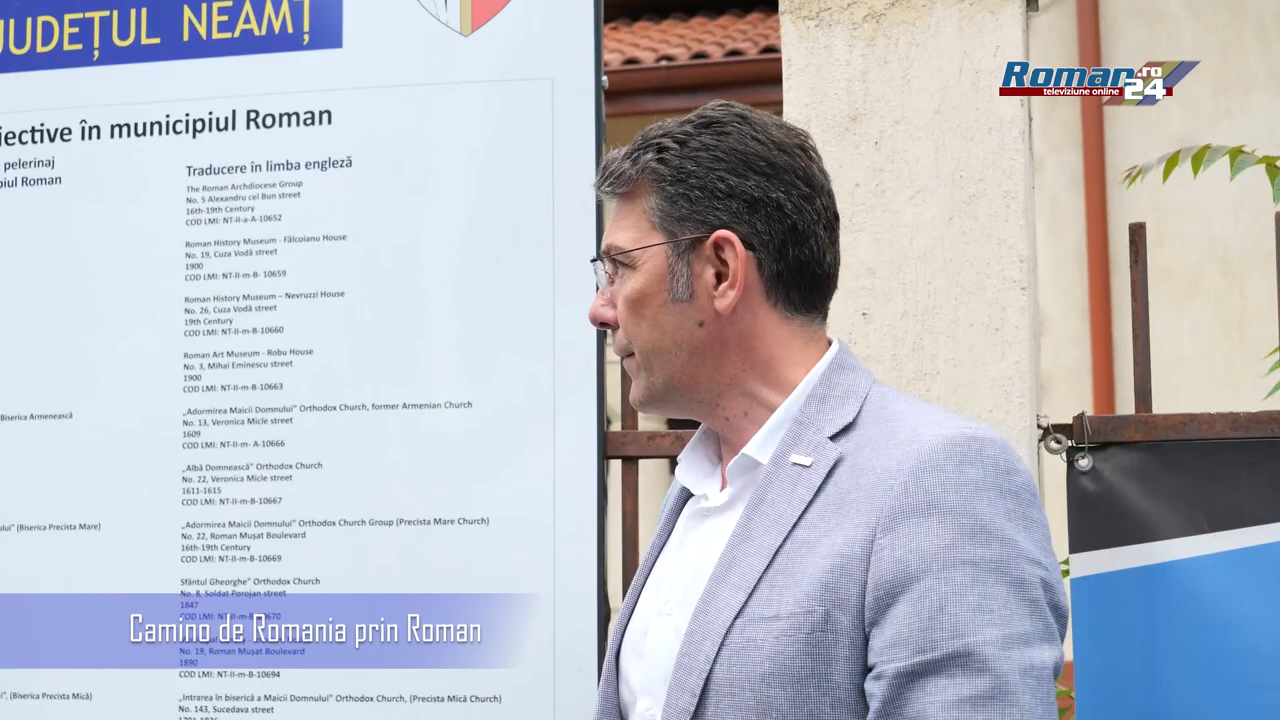 JUDEȚUL NEAMȚ
iective în municipiul Roman
pelerinaj
piul Roman
Traducere în limba engleză
The Roman Archdiocese Group
No. 5 Alexandru cel Bun street
16th-19th Century
COD LMI: NT-II-a-A-10652
Roman History Museum - Fălcoianu House
No. 19, Cuza Vodă street
1900
COD LMI: NT-II-m-B- 10659
Roman History Museum – Nevruzzi House
No. 26, Cuza Vodă street
19th Century
COD LMI: NT-II-m-B-10660
Roman Art Museum - Robu House
No. 3, Mihai Eminescu street
1900
COD LMI: NT-II-m-B-10663
Biserica Armenească
„Adormirea Maicii Domnului" Orthodox Church, former Armenian Church
No. 13, Veronica Micle street
1609
COD LMI: NT-II-m- A-10666
„Albă Domnească" Orthodox Church
No. 22, Veronica Micle street
1611-1615
COD LMI: NT-II-m-B-10667
ului" (Biserica Precista Mare)
„Adormirea Maicii Domnului" Orthodox Church Group (Precista Mare Church)
No. 22, Roman Mușat Boulevard
16th-19th Century
COD LMI: NT-II-m-B-10669
Sfântul Gheorghe" Orthodox Church
No. 8, Soldat Porojan street
1847
COD LMI: NT-II-m-B-10670
No. 19, Roman Mușat Boulevard
1890
COD LMI: NT-II-m-B-10694
i", (Biserica Precista Mică)
„Intrarea în biserică a Maicii Domnului" Orthodox Church, (Precista Mică Church)
No. 143, Sucedava street
Camino de Romania prin Roman
Roman24.ro
televiziune online